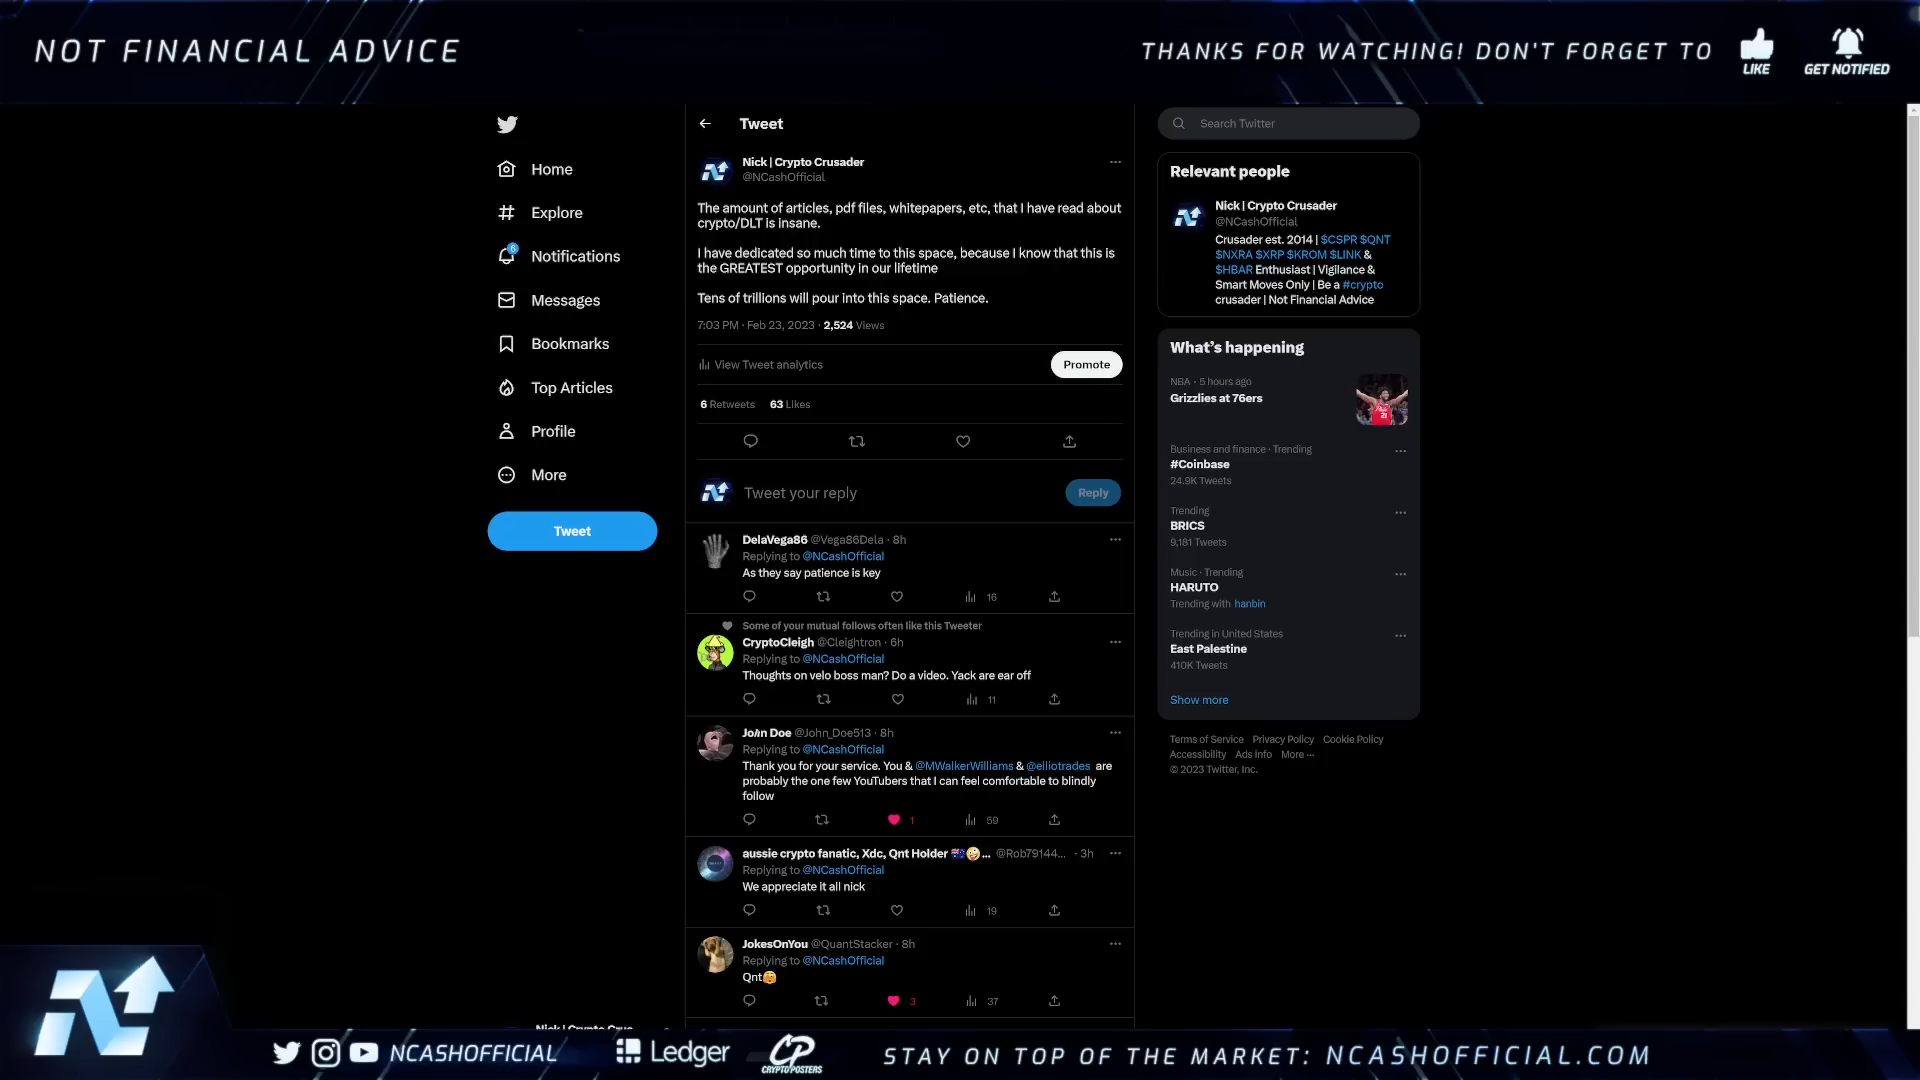 NOT FINANCIAL ADVICE
THANKS FOR WATCHING! DON'T FORGET TO
LIKE
GET NOTIFIED
Home
Explore
6
Notifications
Messages
Bookmarks
Top Articles
Profile
More
Tweet
Tweet
Nick | Crypto Crusader
@NCashOfficial
The amount of articles, pdf files, whitepapers, etc, that I have read about
crypto/DLT is insane.
I have dedicated so much time to this space, because I know that this is
the GREATEST opportunity in our lifetime
Tens of trillions will pour into this space. Patience.
7:03 PM · Feb 23, 2023 · 2,524 Views
View Tweet analytics
Promote
6 Retweets 63 Likes
Tweet your reply
Reply
DelaVega86 @Vega86Dela · 8h
Replying to @NCashOfficial
As they say patience is key
16
Some of your mutual follows often like this Tweeter
CryptoCleigh @Cleightron · 6h
Replying to @NCashOfficial
Thoughts on velo boss man? Do a video. Yack are ear off
11
John Doe @John_Doe513 · 8h
Replying to @NCashOfficial
Thank you for your service. You & @MWalkerWilliams & @elliotrades are
probably the one few YouTubers that I can feel comfortable to blindly
follow
1
59
aussie crypto fanatic, Xdc, Qnt Holder 🇦🇺🤪... @Rob79144... · 3h
Replying to @NCashOfficial
We appreciate it all nick
19
JokesOnYou @QuantStacker · 8h
Replying to @NCashOfficial
Qnt🤗
3
37
Search Twitter
Relevant people
Nick | Crypto Crusader
@NCashOfficial
Crusader est. 2014 | $CSPR $QNT
$NXRA $XRP $KROM $LINK &
$HBAR Enthusiast | Vigilance &
Smart Moves Only | Be a #crypto
crusader | Not Financial Advice
What's happening
NBA · 5 hours ago
Grizzlies at 76ers
Business and finance · Trending
#Coinbase
24.9K Tweets
Trending
BRICS
9,181 Tweets
Music · Trending
HARUTO
Trending with hanbin
Trending in United States
East Palestine
410K Tweets
Show more
Terms of Service Privacy Policy Cookie Policy
Accessibility Ads info More ···
© 2023 Twitter, Inc.
NCASHOFFICIAL
Ledger
CP
CRYPTOPOSTERS
STAY ON TOP OF THE MARKET: NCASHOFFICIAL.COM